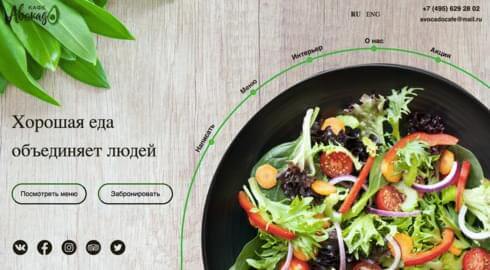 КАФЕ
Авокадо
RU ENG
+7 (495) 629 28 02
avocadocafe@mail.ru
Написать
Меню
Интерьер
О нас
Акции
Хорошая еда
объединяет людей
Посмотреть меню
Забронировать